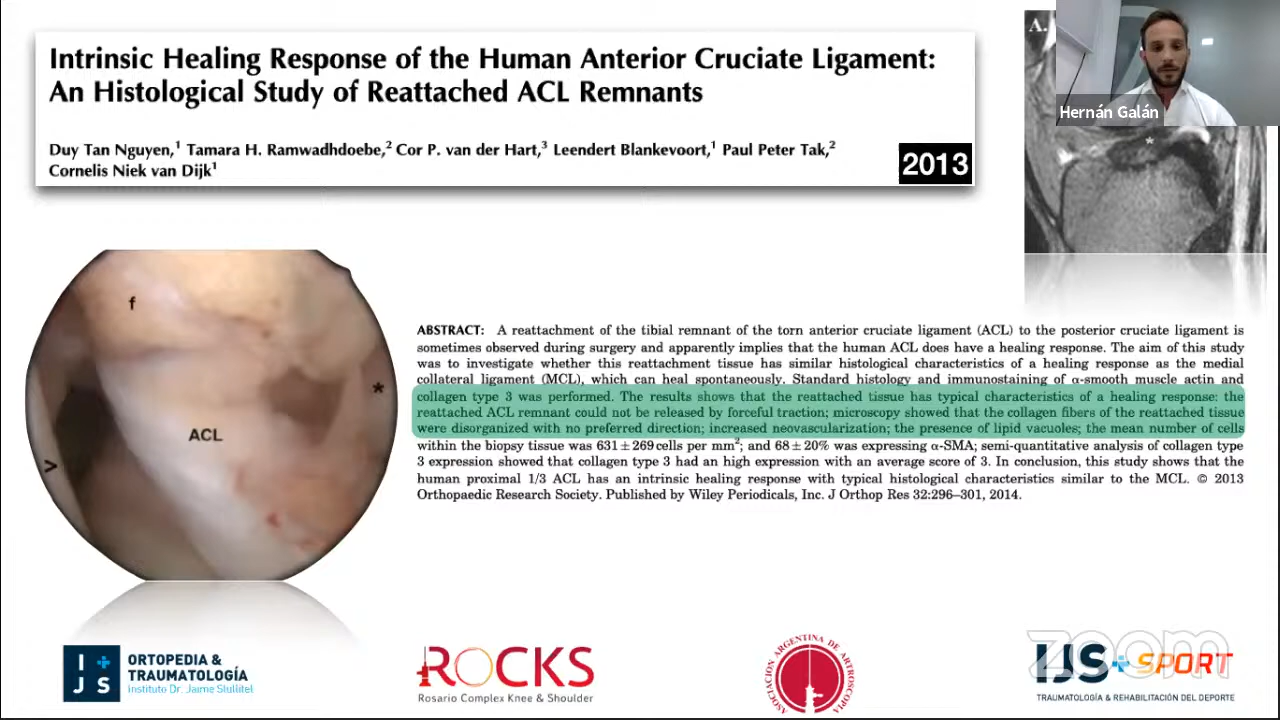 Intrinsic Healing Response of the Human Anterior Cruciate Ligament:
An Histological Study of Reattached ACL Remnants
Duy Tan Nguyen,¹ Tamara H. Ramwadhdoebe,² Cor P. van der Hart,³ Leendert Blankevoort,¹ Paul Peter Tak,²
Cornelis Niek van Dijk¹
2013
A.
Hernán Galán
*
f
ACL
*
>
ABSTRACT: A reattachment of the tibial remnant of the torn anterior cruciate ligament (ACL) to the posterior cruciate ligament is
sometimes observed during surgery and apparently implies that the human ACL does have a healing response. The aim of this study
was to investigate whether this reattachment tissue has similar histological characteristics of a healing response as the medial
collateral ligament (MCL), which can heal spontaneously. Standard histology and immunostaining of α-smooth muscle actin and
collagen type 3 was performed. The results shows that the reattached tissue has typical characteristics of a healing response: the
reattached ACL remnant could not be released by forceful traction; microscopy showed that the collagen fibers of the reattached tissue
were disorganized with no preferred direction; increased neovascularization; the presence of lipid vacuoles; the mean number of cells
within the biopsy tissue was 631 ± 269 cells per mm²; and 68 ± 20% was expressing α-SMA; semi-quantitative analysis of collagen type
3 expression showed that collagen type 3 had an high expression with an average score of 3. In conclusion, this study shows that the
human proximal 1/3 ACL has an intrinsic healing response with typical histological characteristics similar to the MCL. © 2013
Orthopaedic Research Society. Published by Wiley Periodicals, Inc. J Orthop Res 32:296–301, 2014.
IJS
ORTOPEDIA &
TRAUMATOLOGÍA
Instituto Dr. Jaime Slullitel
ROCKS
Rosario Complex Knee & Shoulder
ASOCIACION ARGENTINA DE ARTROSCOPIA
zoom
IJS+SPORT
TRAUMATOLOGÍA & REHABILITACIÓN DEL DEPORTE